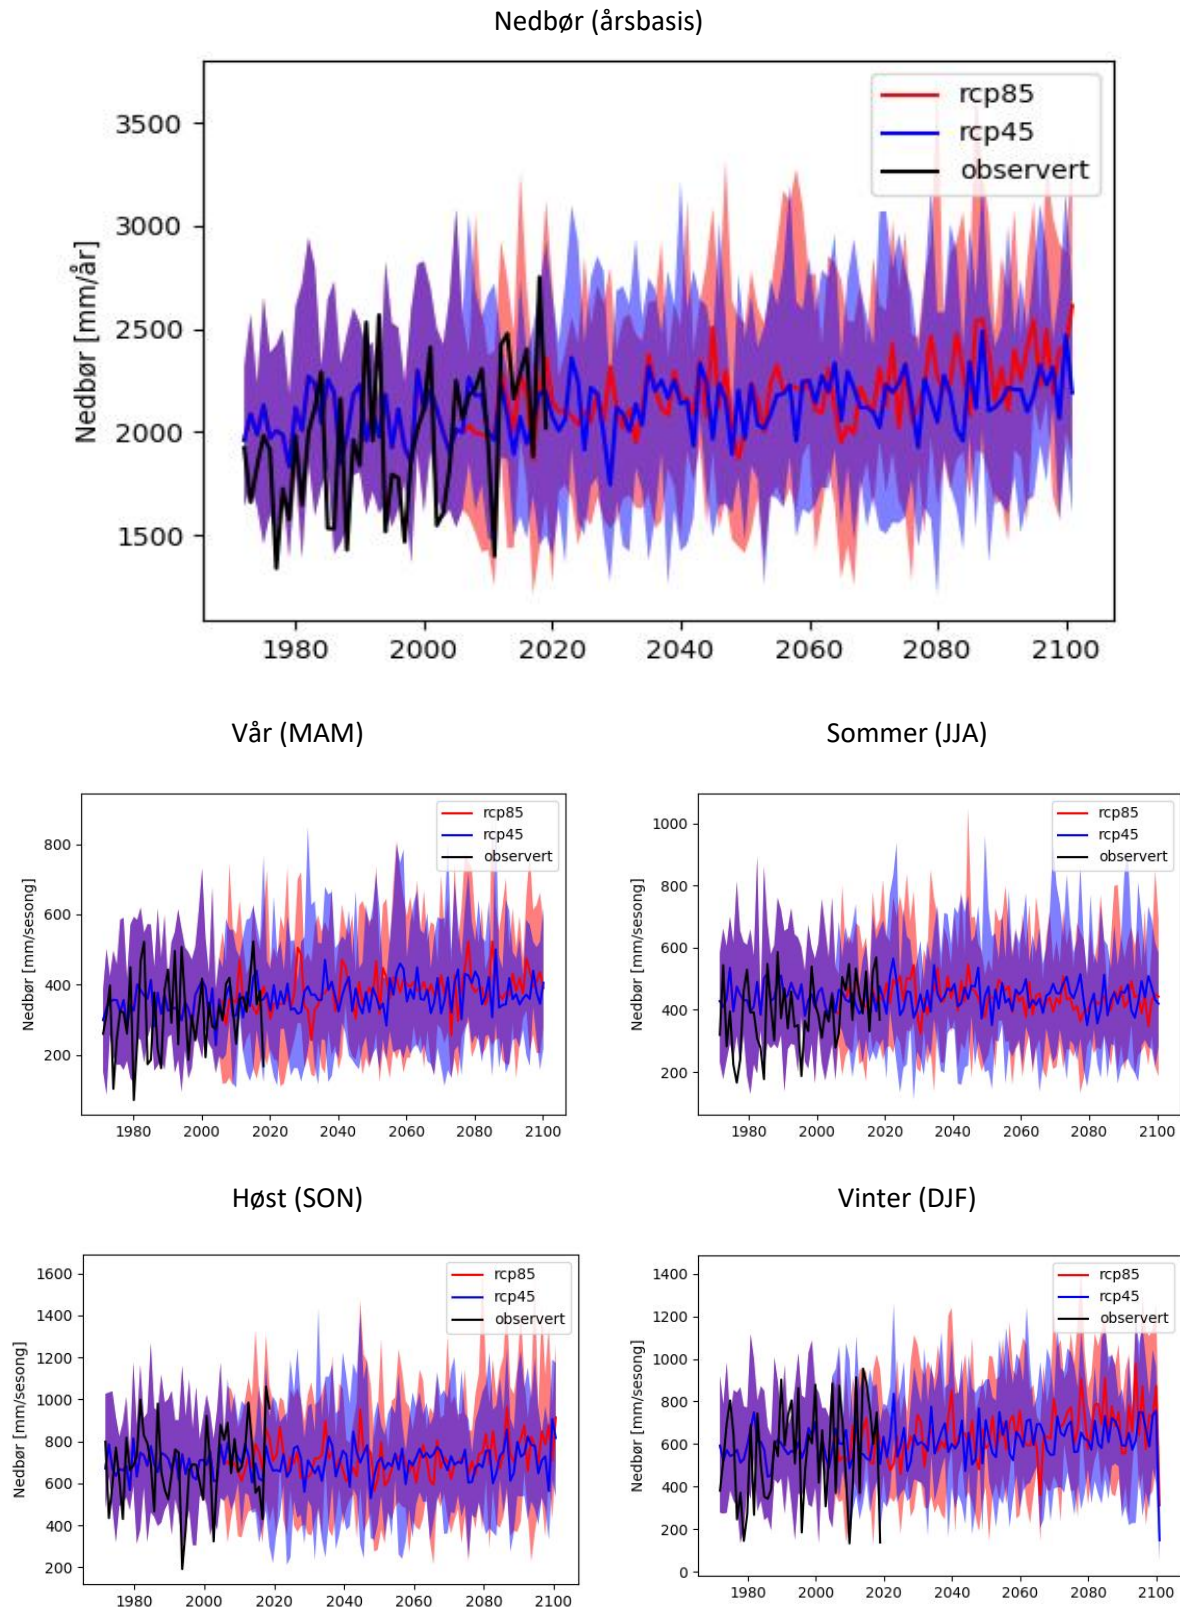 Nedbør (årsbasis)
Nedbør [mm/år]
3500
3000
2500
2000
1500
rcp85
rcp45
observert
1980 2000 2020 2040 2060 2080 2100
Vår (MAM)
Sommer (JJA)
Nedbør [mm/sesong]
800
600
400
200
rcp85
rcp45
observert
1980 2000 2020 2040 2060 2080 2100
Nedbør [mm/sesong]
1000
800
600
400
200
rcp85
rcp45
observert
1980 2000 2020 2040 2060 2080 2100
Høst (SON)
Vinter (DJF)
Nedbør [mm/sesong]
1600
1400
1200
1000
800
600
400
200
rcp85
rcp45
observert
1980 2000 2020 2040 2060 2080 2100
Nedbør [mm/sesong]
1400
1200
1000
800
600
400
200
0
rcp85
rcp45
observert
1980 2000 2020 2040 2060 2080 2100